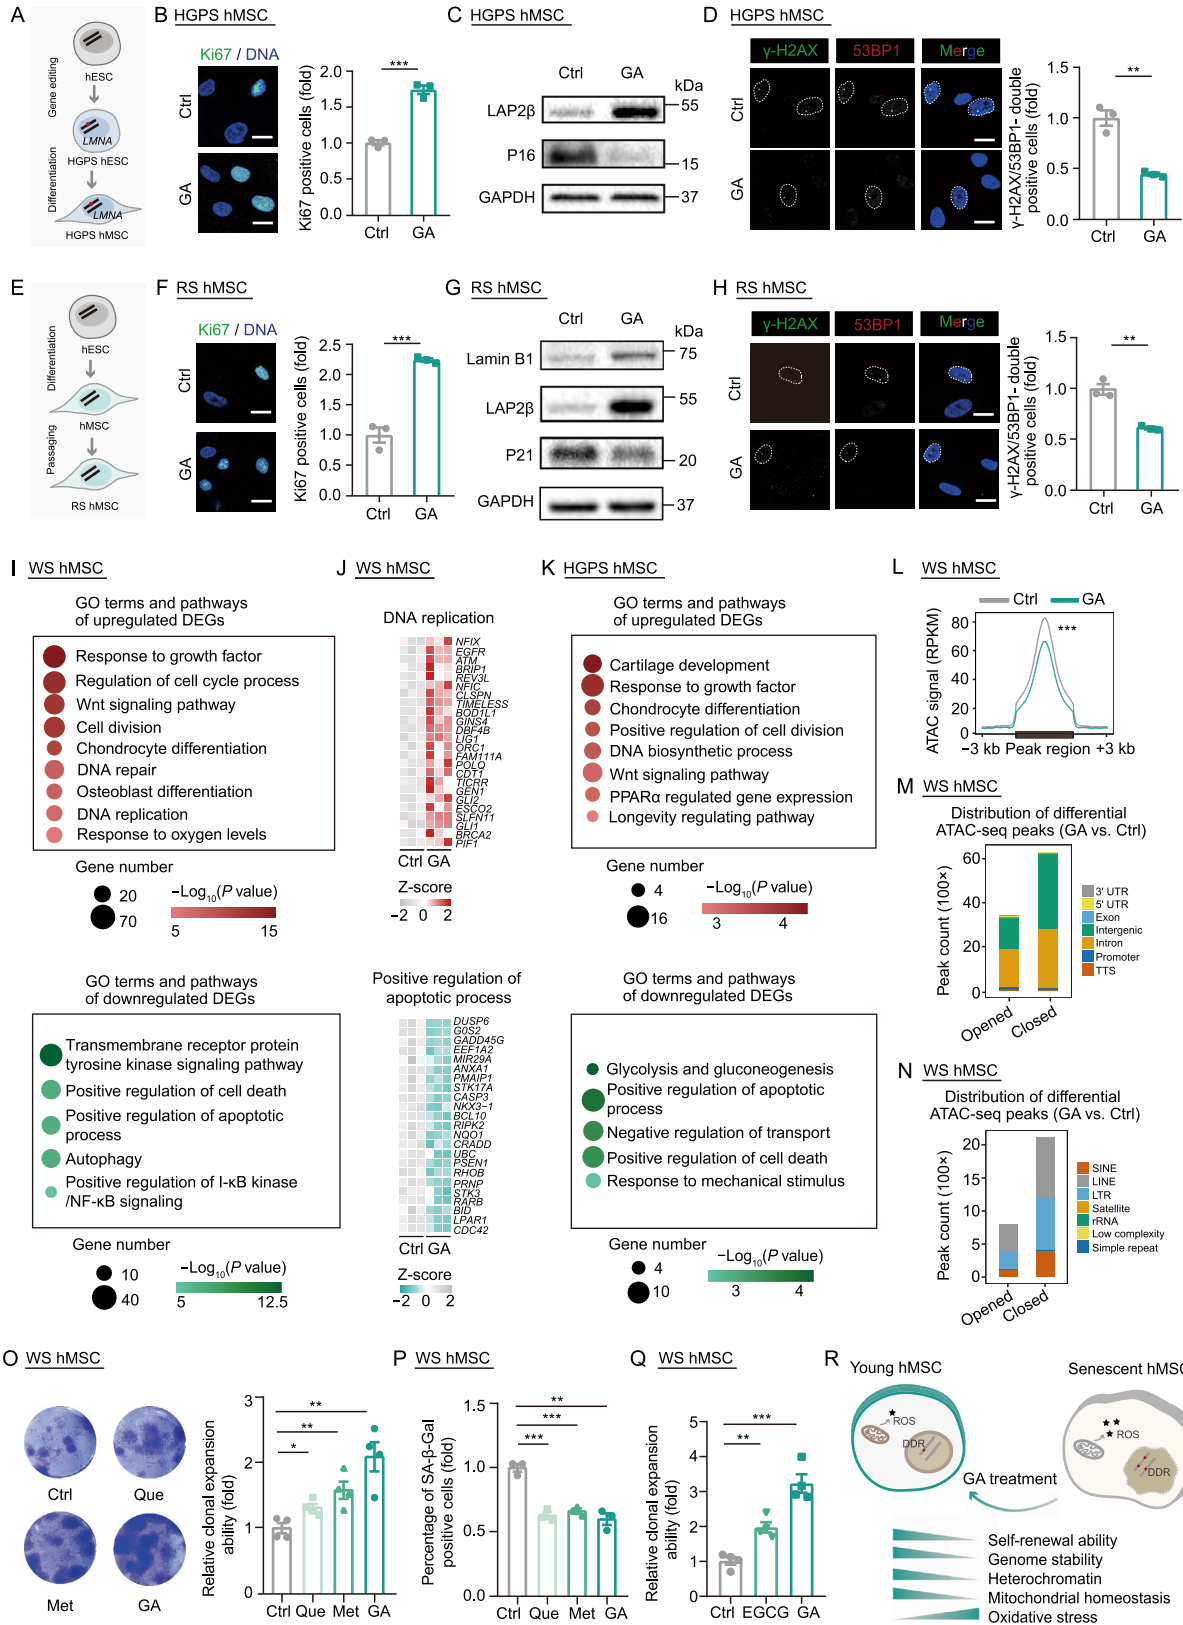 A
hESC
Gene editing
LMNA
HGPS hESC
Differentiation
LMNA
HGPS hMSC
B HGPS hMSC
Ki67 / DNA
Ctrl
GA
Ki67 positive cells (fold)
2.0
1.5
1.0
0.5
0.0
***
Ctrl GA
C HGPS hMSC
Ctrl GA
kDa
LAP2β 55
P16 15
GAPDH 37
D HGPS hMSC
γ-H2AX 53BP1 Merge
Ctrl
GA
γ-H2AX/53BP1- double
positive cells (fold)
1.5
1.0
0.5
0.0
**
Ctrl GA
E
hESC
Differentiation
hMSC
Passaging
RS hMSC
F RS hMSC
Ki67 / DNA
Ctrl
GA
Ki67 positive cells (fold)
2.5
2.0
1.5
1.0
0.5
0.0
***
Ctrl GA
G RS hMSC
Ctrl GA
kDa
Lamin B1 75
LAP2β 55
P21 20
GAPDH 37
H RS hMSC
γ-H2AX 53BP1 Merge
Ctrl
GA
γ-H2AX/53BP1- double
positive cells (fold)
1.5
1.0
0.5
0.0
**
Ctrl GA
I WS hMSC
GO terms and pathways
of upregulated DEGs
Response to growth factor
Regulation of cell cycle process
Wnt signaling pathway
Cell division
Chondrocyte differentiation
DNA repair
Osteoblast differentiation
DNA replication
Response to oxygen levels
Gene number
20
70
−Log10(P value)
5 15
GO terms and pathways
of downregulated DEGs
Transmembrane receptor protein
tyrosine kinase signaling pathway
Positive regulation of cell death
Positive regulation of apoptotic
process
Autophagy
Positive regulation of I-κB kinase
/NF-κB signaling
Gene number
10
40
−Log10(P value)
5 12.5
J WS hMSC
DNA replication
NFIX
EGFR
ATM
BRIP1
REV3L
NFIC
CLSPN
TIMELESS
BOD1L1
GINS4
DBF4B
LIG1
ORC1
FAM111A
POLQ
CDT1
TICRR
GEN1
GLI2
ESCO2
SLFN11
GLI1
BRCA2
PIF1
Ctrl GA
Z-score
−2 0 2
Positive regulation of
apoptotic process
DUSP6
G0S2
GADD45G
EEF1A2
MIR29A
ANXA1
PMAIP1
STK17A
CASP3
NKX3−1
BCL10
RIPK2
NQO1
CRADD
UBC
PSEN1
RHOB
PRNP
STK3
RARB
BID
LPAR1
CDC42
Ctrl GA
Z-score
−2 0 2
K HGPS hMSC
GO terms and pathways
of upregulated DEGs
Cartilage development
Response to growth factor
Chondrocyte differentiation
Positive regulation of cell division
DNA biosynthetic process
Wnt signaling pathway
PPARα regulated gene expression
Longevity regulating pathway
Gene number
4
16
−Log10(P value)
3 4
GO terms and pathways
of downregulated DEGs
Glycolysis and gluconeogenesis
Positive regulation of apoptotic
process
Negative regulation of transport
Positive regulation of cell death
Response to mechanical stimulus
Gene number
4
10
−Log10(P value)
3 4
L WS hMSC
Ctrl GA
ATAC signal (RPKM)
80
60
40
20
0
***
−3 kb Peak region +3 kb
M WS hMSC
Distribution of differential
ATAC-seq peaks (GA vs. Ctrl)
Peak count (100×)
60
40
20
0
Opened Closed
3' UTR
5' UTR
Exon
Intergenic
Intron
Promoter
TTS
N WS hMSC
Distribution of differential
ATAC-seq peaks (GA vs. Ctrl)
Peak count (100×)
20
15
10
5
0
Opened Closed
SINE
LINE
LTR
Satellite
rRNA
Low complexity
Simple repeat
O WS hMSC
Ctrl Que
Met GA
Relative clonal expansion
ability (fold)
3
2
1
0
**
**
*
Ctrl Que Met GA
P WS hMSC
Percentage of SA-β-Gal
positive cells (fold)
1.5
1.0
0.5
0.0
**
***
***
Ctrl Que Met GA
Q WS hMSC
Relative clonal expansion
ability (fold)
5
4
3
2
1
0
***
**
Ctrl EGCG GA
R
Young hMSC Senescent hMSC
ROS
DDR
ROS
DDR
GA treatment
Self-renewal ability
Genome stability
Heterochromatin
Mitochondrial homeostasis
Oxidative stress